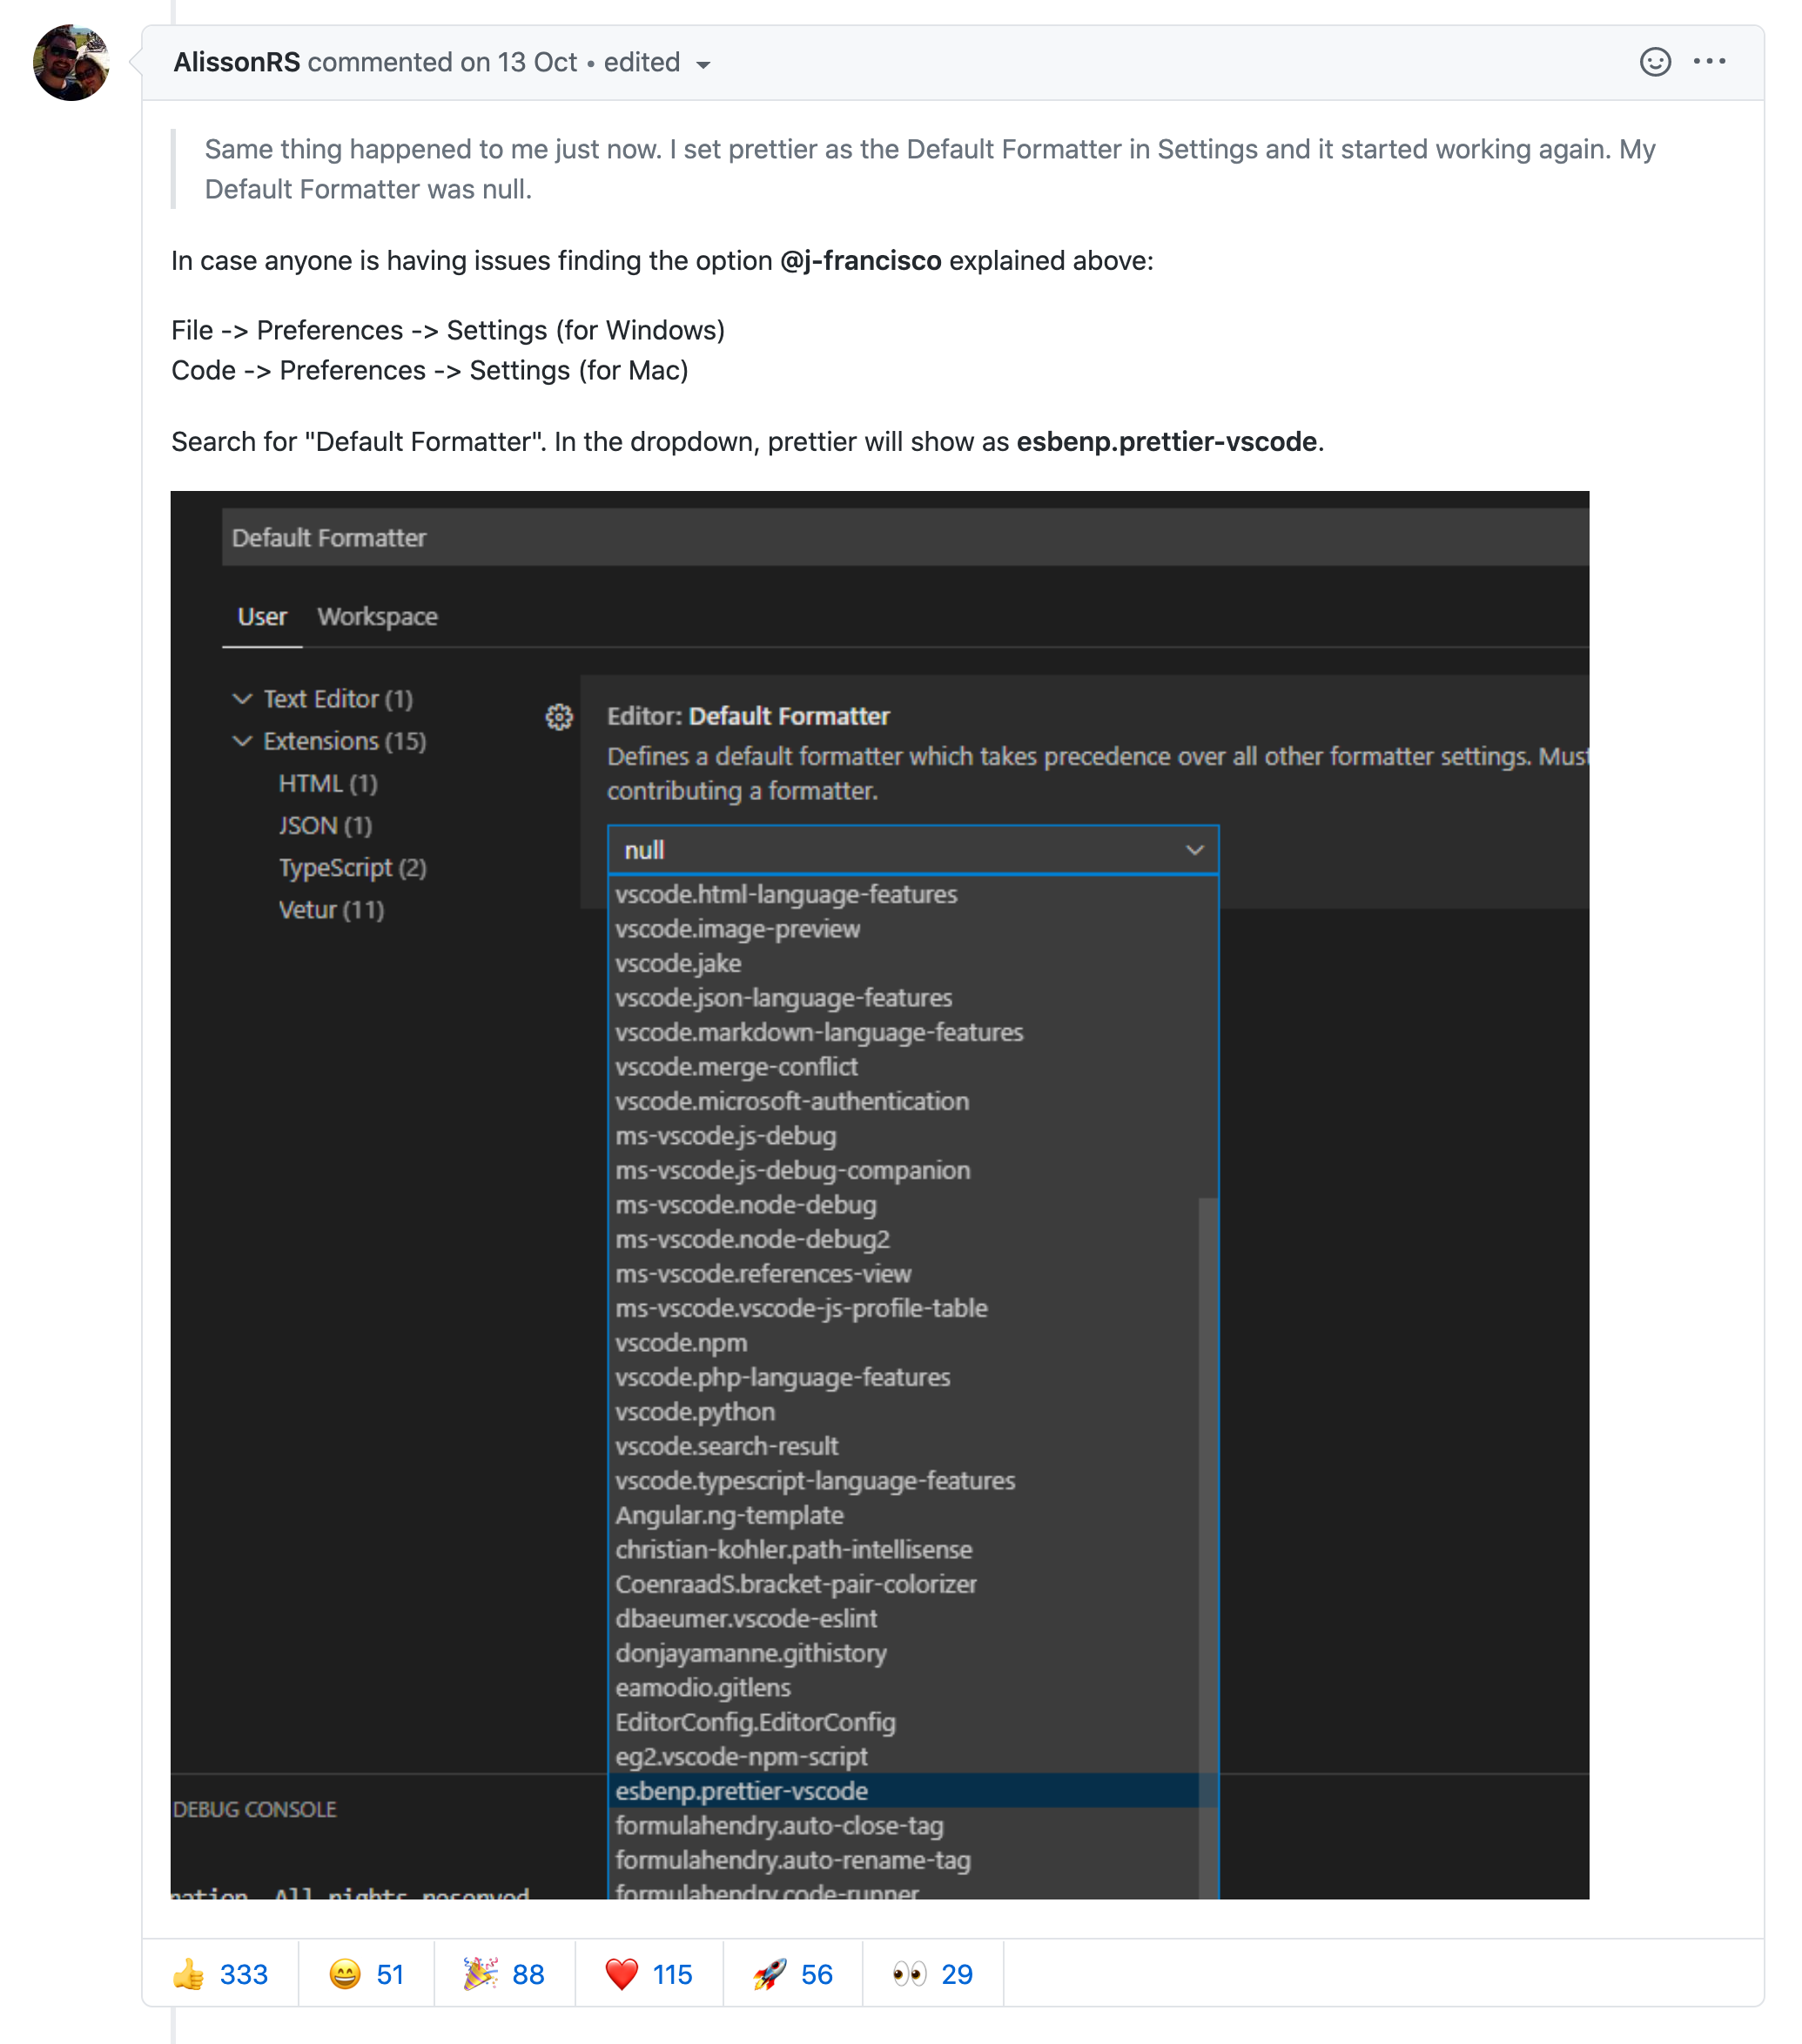 AlissonRS commented on 13 Oct • edited
Same thing happened to me just now. I set prettier as the Default Formatter in Settings and it started working again. My
Default Formatter was null.
In case anyone is having issues finding the option @j-francisco explained above:
File -> Preferences -> Settings (for Windows)
Code -> Preferences -> Settings (for Mac)
Search for "Default Formatter". In the dropdown, prettier will show as esbenp.prettier-vscode.
Default Formatter
User Workspace
Text Editor (1)
Extensions (15)
HTML (1)
JSON (1)
TypeScript (2)
Vetur (11)
Editor: Default Formatter
Defines a default formatter which takes precedence over all other formatter settings. Must
contributing a formatter.
null
vscode.html-language-features
vscode.image-preview
vscode.jake
vscode.json-language-features
vscode.markdown-language-features
vscode.merge-conflict
vscode.microsoft-authentication
ms-vscode.js-debug
ms-vscode.js-debug-companion
ms-vscode.node-debug
ms-vscode.node-debug2
ms-vscode.references-view
ms-vscode.vscode-js-profile-table
vscode.npm
vscode.php-language-features
vscode.python
vscode.search-result
vscode.typescript-language-features
Angular.ng-template
christian-kohler.path-intellisense
CoenraadS.bracket-pair-colorizer
dbaeumer.vscode-eslint
donjayamanne.githistory
eamodio.gitlens
EditorConfig.EditorConfig
eg2.vscode-npm-script
esbenp.prettier-vscode
formulahendry.auto-close-tag
formulahendry.auto-rename-tag
formulahendry.code-runner
DEBUG CONSOLE
All rights reserved
333 51 88 115 56 29